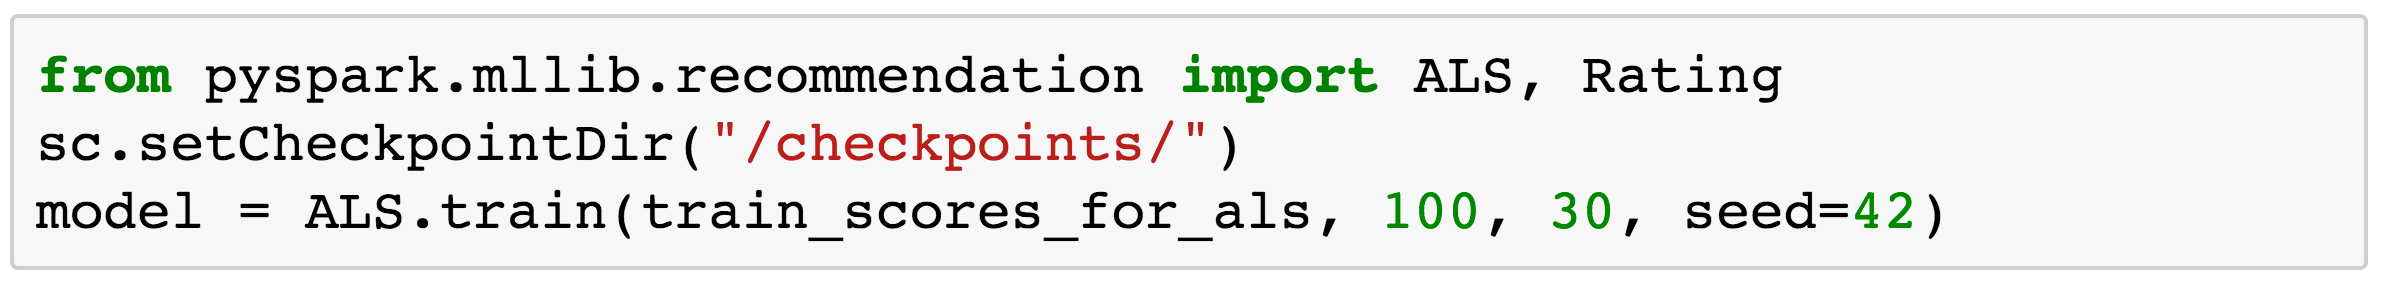 from pyspark.mllib.recommendation import ALS, Rating
sc.setCheckpointDir("/checkpoints/")
model = ALS.train(train_scores_for_als, 100, 30, seed=42)